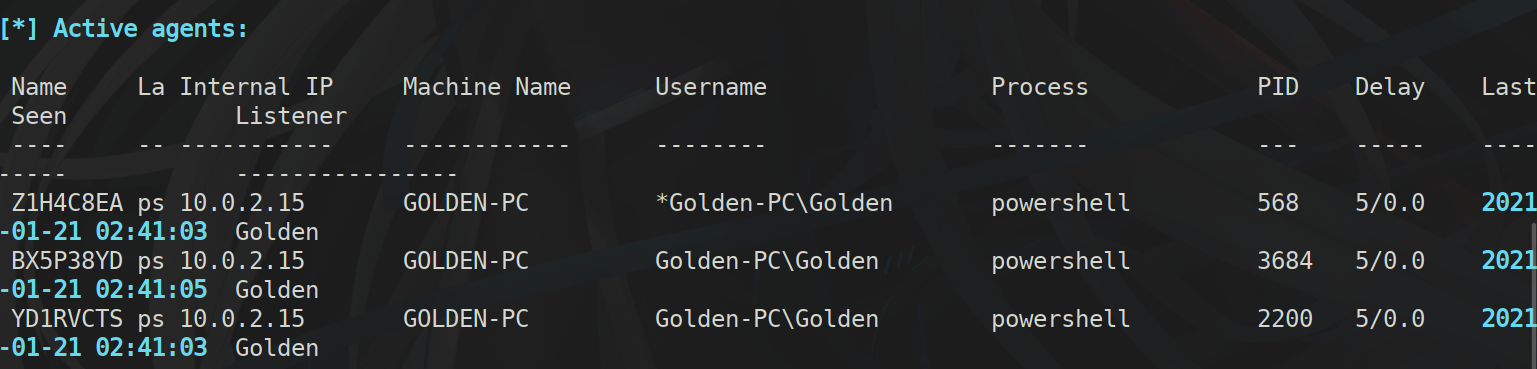 [*] Active agents:
Name La Internal IP Machine Name Username Process PID Delay Last
Seen Listener
---- -- ----------- ------------ -------- ------- --- ----- ----
----- ----------------
Z1H4C8EA ps 10.0.2.15 GOLDEN-PC *Golden-PC\Golden powershell 568 5/0.0 2021
-01-21 02:41:03 Golden
BX5P38YD ps 10.0.2.15 GOLDEN-PC Golden-PC\Golden powershell 3684 5/0.0 2021
-01-21 02:41:05 Golden
YD1RVCTS ps 10.0.2.15 GOLDEN-PC Golden-PC\Golden powershell 2200 5/0.0 2021
-01-21 02:41:03 Golden